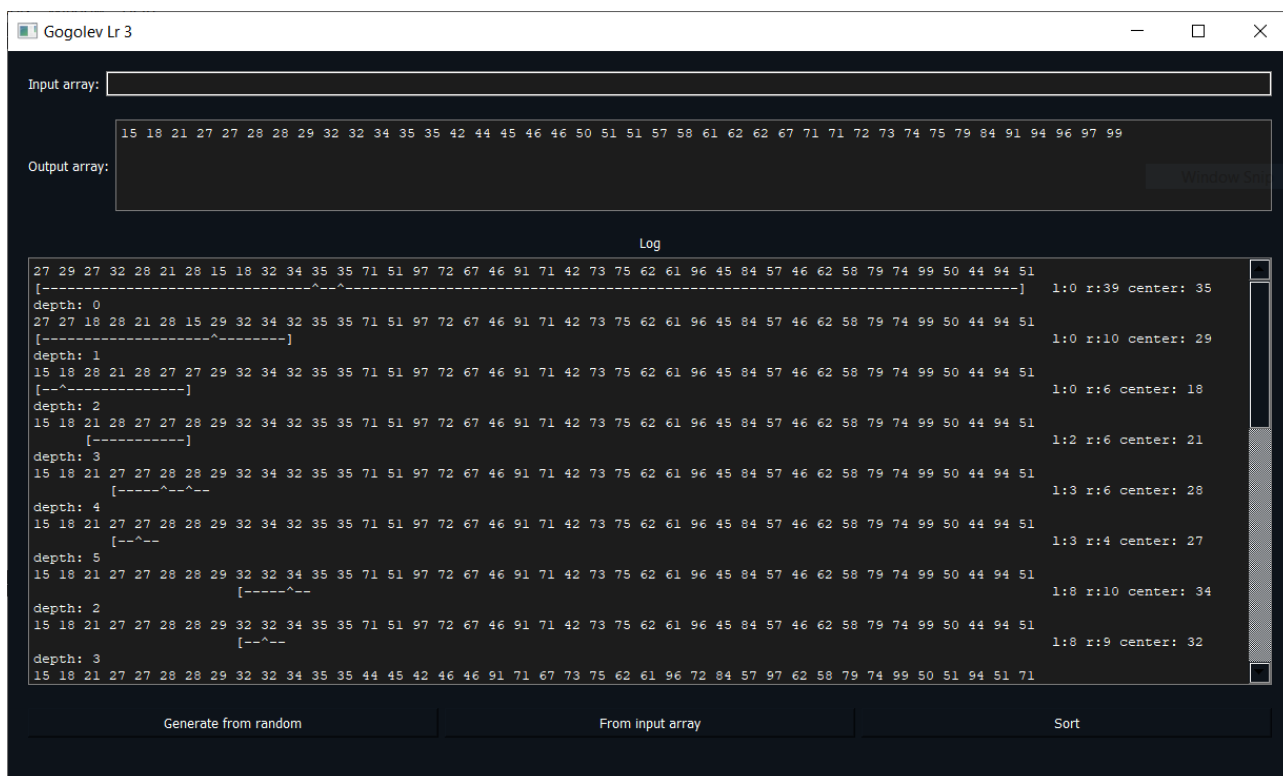 Gogolev Lr 3
Input array:
Output array:
15 18 21 27 27 28 28 29 32 32 34 35 35 42 44 45 46 46 50 51 51 57 58 61 62 62 67 71 71 72 73 74 75 79 84 91 94 96 97 99
Window Snip
Log
27 29 27 32 28 21 28 15 18 32 34 35 35 71 51 97 72 67 46 91 71 42 73 75 62 61 96 45 84 57 46 62 58 79 74 99 50 44 94 51
[---------------------------------^--^----------------------------------------------------------------------------------] l:0 r:39 center: 35
depth: 0
27 27 18 28 21 28 15 29 32 34 32 35 35 71 51 97 72 67 46 91 71 42 73 75 62 61 96 45 84 57 46 62 58 79 74 99 50 44 94 51
[---------------------^--------] l:0 r:10 center: 29
depth: 1
15 18 28 21 28 27 27 29 32 34 32 35 35 71 51 97 72 67 46 91 71 42 73 75 62 61 96 45 84 57 46 62 58 79 74 99 50 44 94 51
[--^--------------] l:0 r:6 center: 18
depth: 2
15 18 21 28 27 27 28 29 32 34 32 35 35 71 51 97 72 67 46 91 71 42 73 75 62 61 96 45 84 57 46 62 58 79 74 99 50 44 94 51
[-----------] l:2 r:6 center: 21
depth: 3
15 18 21 27 27 28 28 29 32 34 32 35 35 71 51 97 72 67 46 91 71 42 73 75 62 61 96 45 84 57 46 62 58 79 74 99 50 44 94 51
[-----^--^-- l:3 r:6 center: 28
depth: 4
15 18 21 27 27 28 28 29 32 34 32 35 35 71 51 97 72 67 46 91 71 42 73 75 62 61 96 45 84 57 46 62 58 79 74 99 50 44 94 51
[--^-- l:3 r:4 center: 27
depth: 5
15 18 21 27 27 28 28 29 32 32 34 35 35 71 51 97 72 67 46 91 71 42 73 75 62 61 96 45 84 57 46 62 58 79 74 99 50 44 94 51
[-----^-- l:8 r:10 center: 34
depth: 2
15 18 21 27 27 28 28 29 32 32 34 35 35 71 51 97 72 67 46 91 71 42 73 75 62 61 96 45 84 57 46 62 58 79 74 99 50 44 94 51
[--^-- l:8 r:9 center: 32
depth: 3
15 18 21 27 27 28 28 29 32 32 34 35 35 44 45 42 46 46 91 71 67 73 75 62 61 96 72 84 57 97 62 58 79 74 99 50 51 94 51 71
Generate from random
From input array
Sort